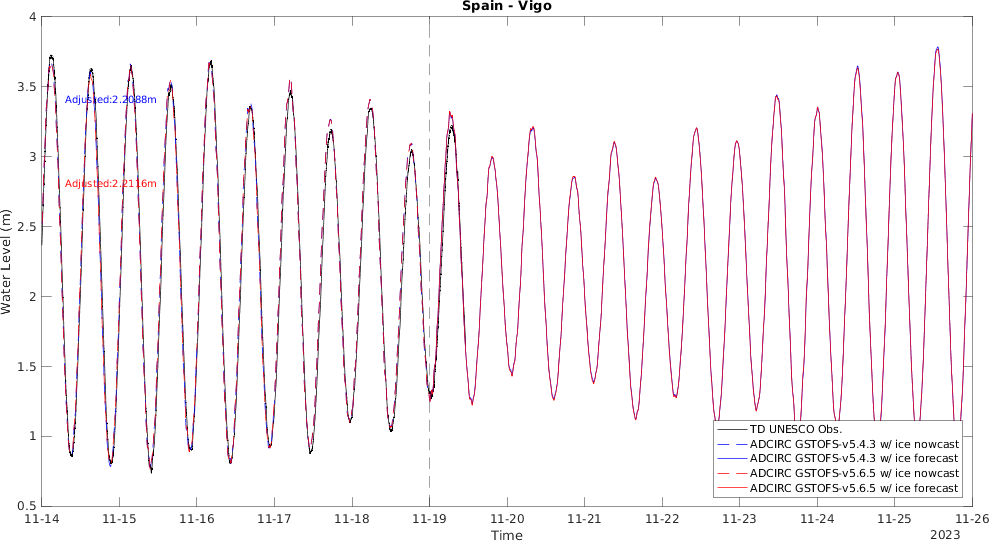 Spain - Vigo
4
3.5
3
2.5
2
1.5
1
0.5
Water Level (m)
Adjusted:2.2088m
Adjusted:2.2116m
TD UNESCO Obs.
ADCIRC GSTOFS-v5.4.3 w/ ice nowcast
ADCIRC GSTOFS-v5.4.3 w/ ice forecast
ADCIRC GSTOFS-v5.6.5 w/ ice nowcast
ADCIRC GSTOFS-v5.6.5 w/ ice forecast
11-14 11-15 11-16 11-17 11-18 11-19 11-20 11-21 11-22 11-23 11-24 11-25 11-26
Time
2023